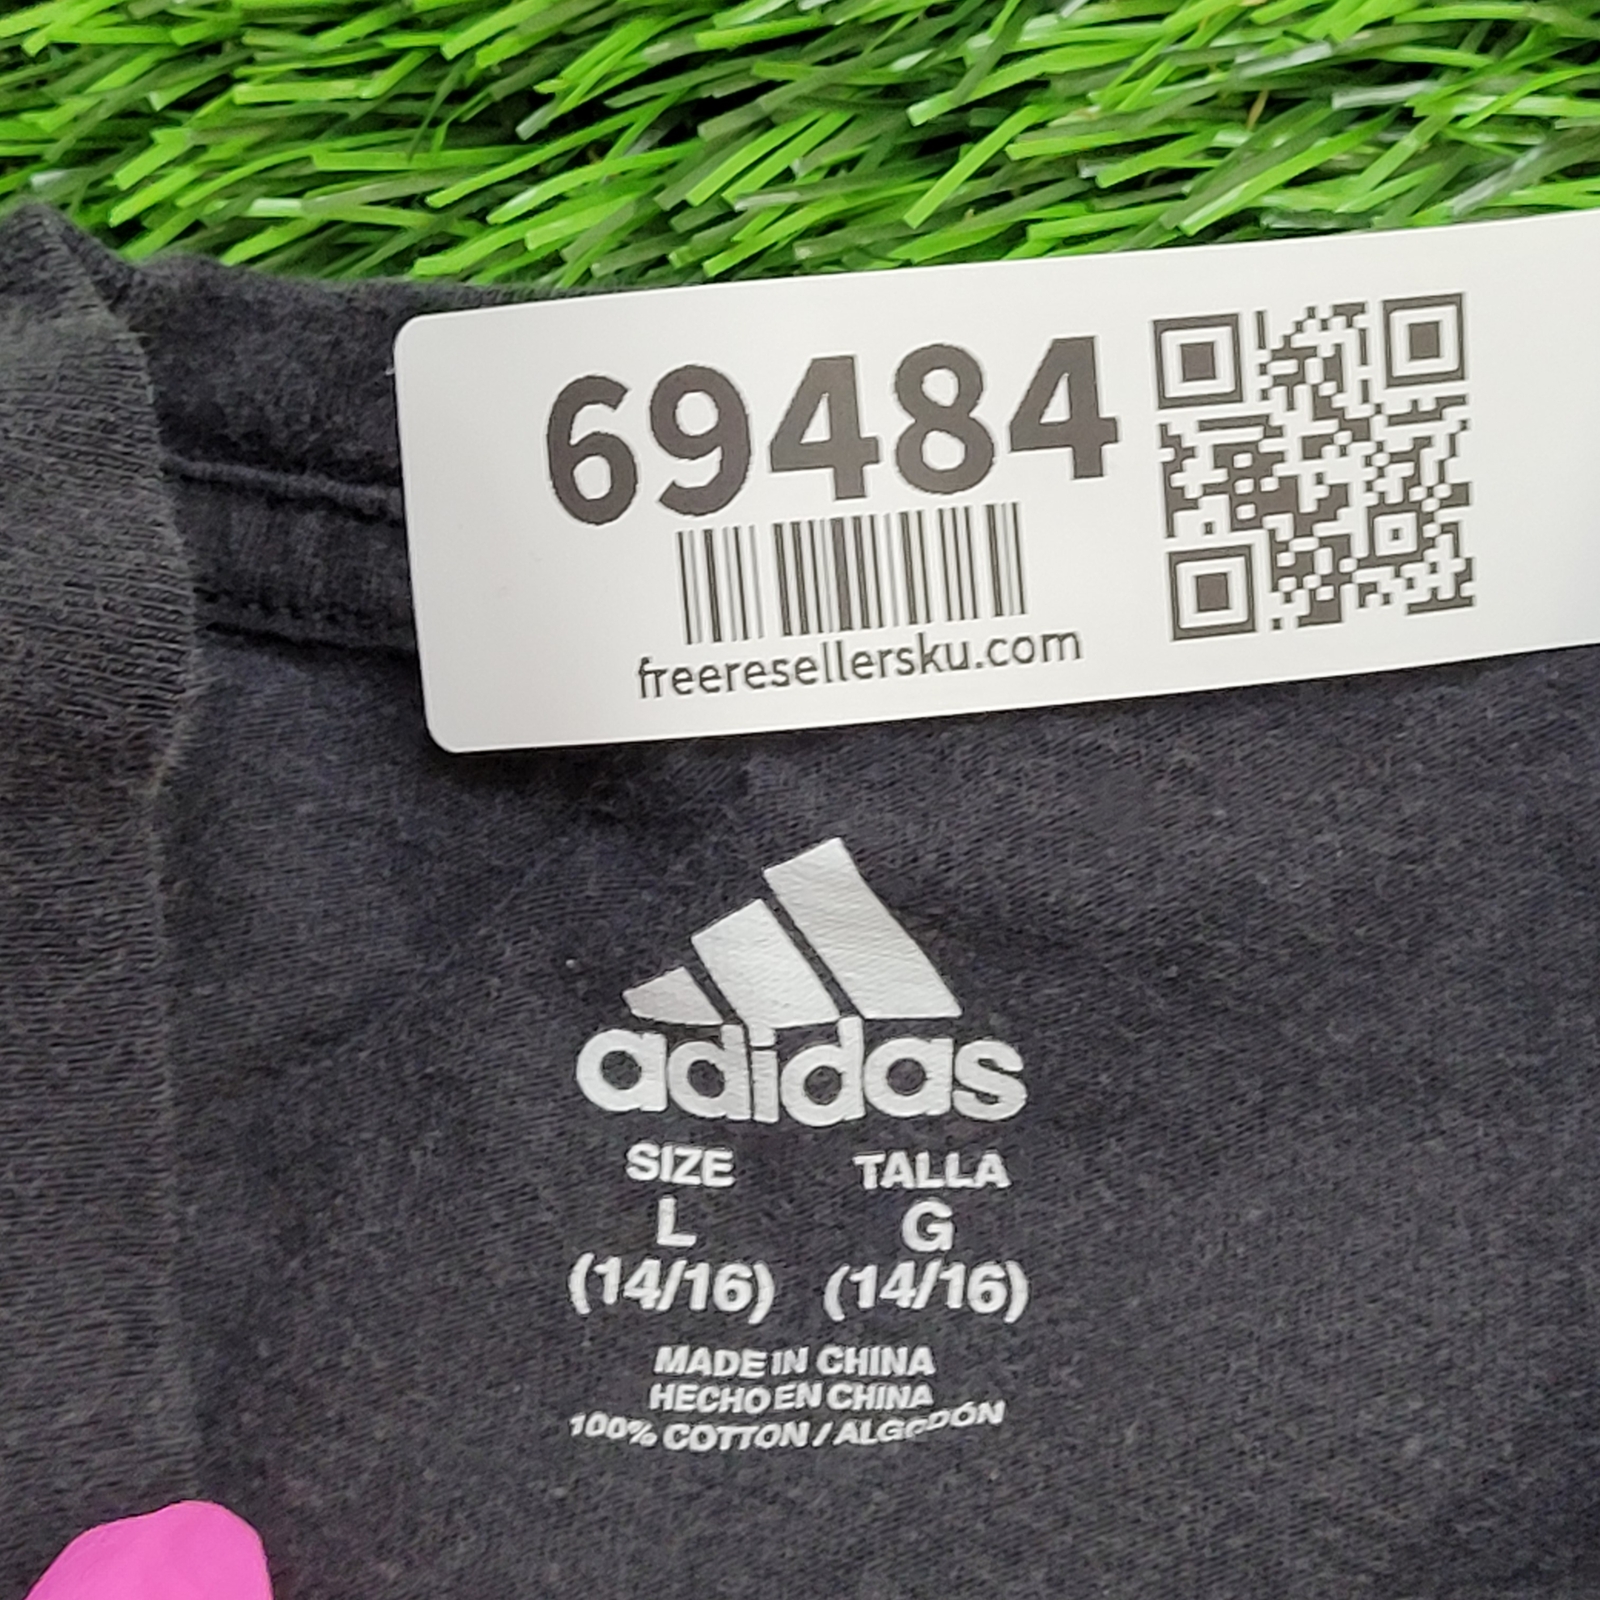 69484
freeresellersku.com
adidas
SIZE TALLA
L G
(14/16) (14/16)
MADE IN CHINA
HECHO EN CHINA
100% COTTON / ALGODÓN